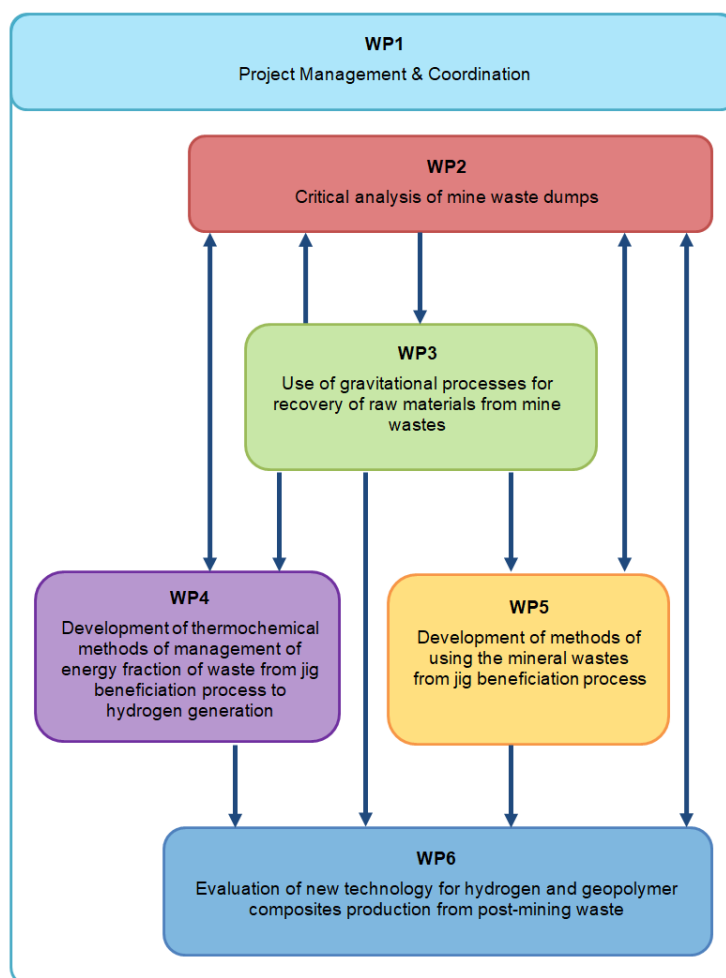 WP1
Project Management & Coordination
WP2
Critical analysis of mine waste dumps
WP3
Use of gravitational processes for
recovery of raw materials from mine
wastes
WP4
Development of thermochemical
methods of management of
energy fraction of waste from jig
beneficiation process to
hydrogen generation
WP5
Development of methods of
using the mineral wastes
from jig beneficiation process
WP6
Evaluation of new technology for hydrogen and geopolymer
composites production from post-mining waste